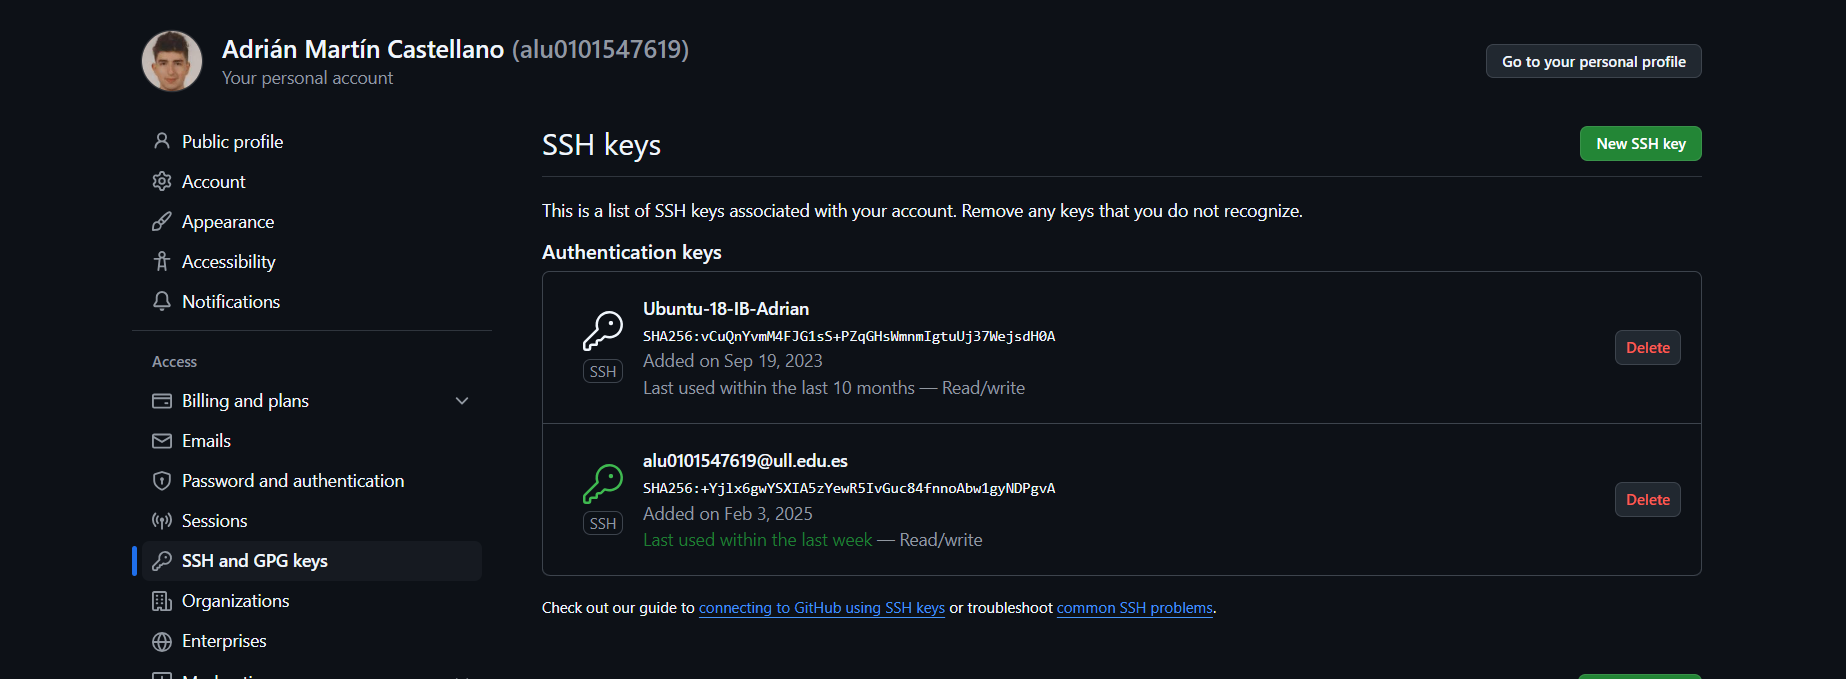 Adrián Martín Castellano (alu0101547619)
Your personal account
Go to your personal profile
Public profile
Account
Appearance
Accessibility
Notifications
Access
Billing and plans
Emails
Password and authentication
Sessions
SSH and GPG keys
Organizations
Enterprises
SSH keys
New SSH key
This is a list of SSH keys associated with your account. Remove any keys that you do not recognize.
Authentication keys
Ubuntu-18-IB-Adrian
SHA256:vCuQnYvmM4FJG1sS+PZqGHsWmnmIgtuUj37WejsdH0A
Added on Sep 19, 2023
Last used within the last 10 months — Read/write
SSH
Delete
alu0101547619@ull.edu.es
SHA256:+Yjlx6gwYSXIA5zYewR5IvGuc84fnnoAbw1gyNDPgvA
Added on Feb 3, 2025
Last used within the last week — Read/write
SSH
Delete
Check out our guide to connecting to GitHub using SSH keys or troubleshoot common SSH problems.